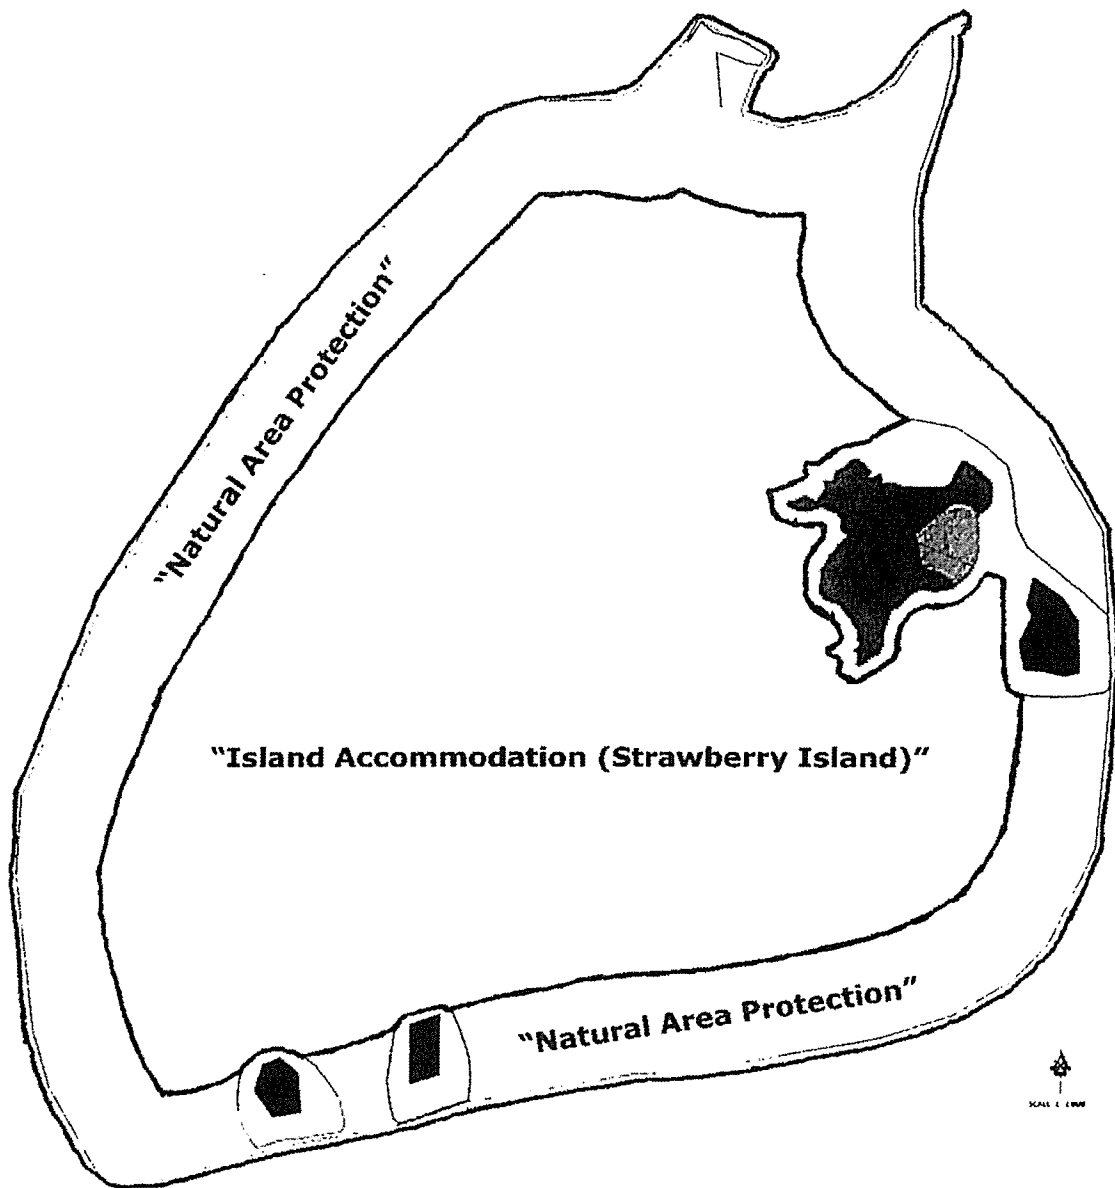 "Natural Area Protection"
"Island Accommodation (Strawberry Island)"
"Natural Area Protection"